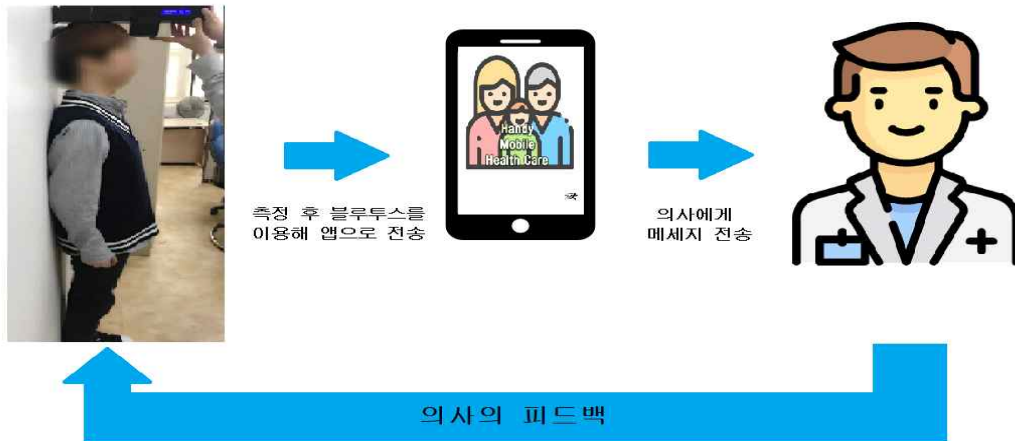 Handy
Mobile
Health Care
측정 후 블루투스를
이용해 앱으로 전송
의사에게
메세지 전송
의사의 피드백